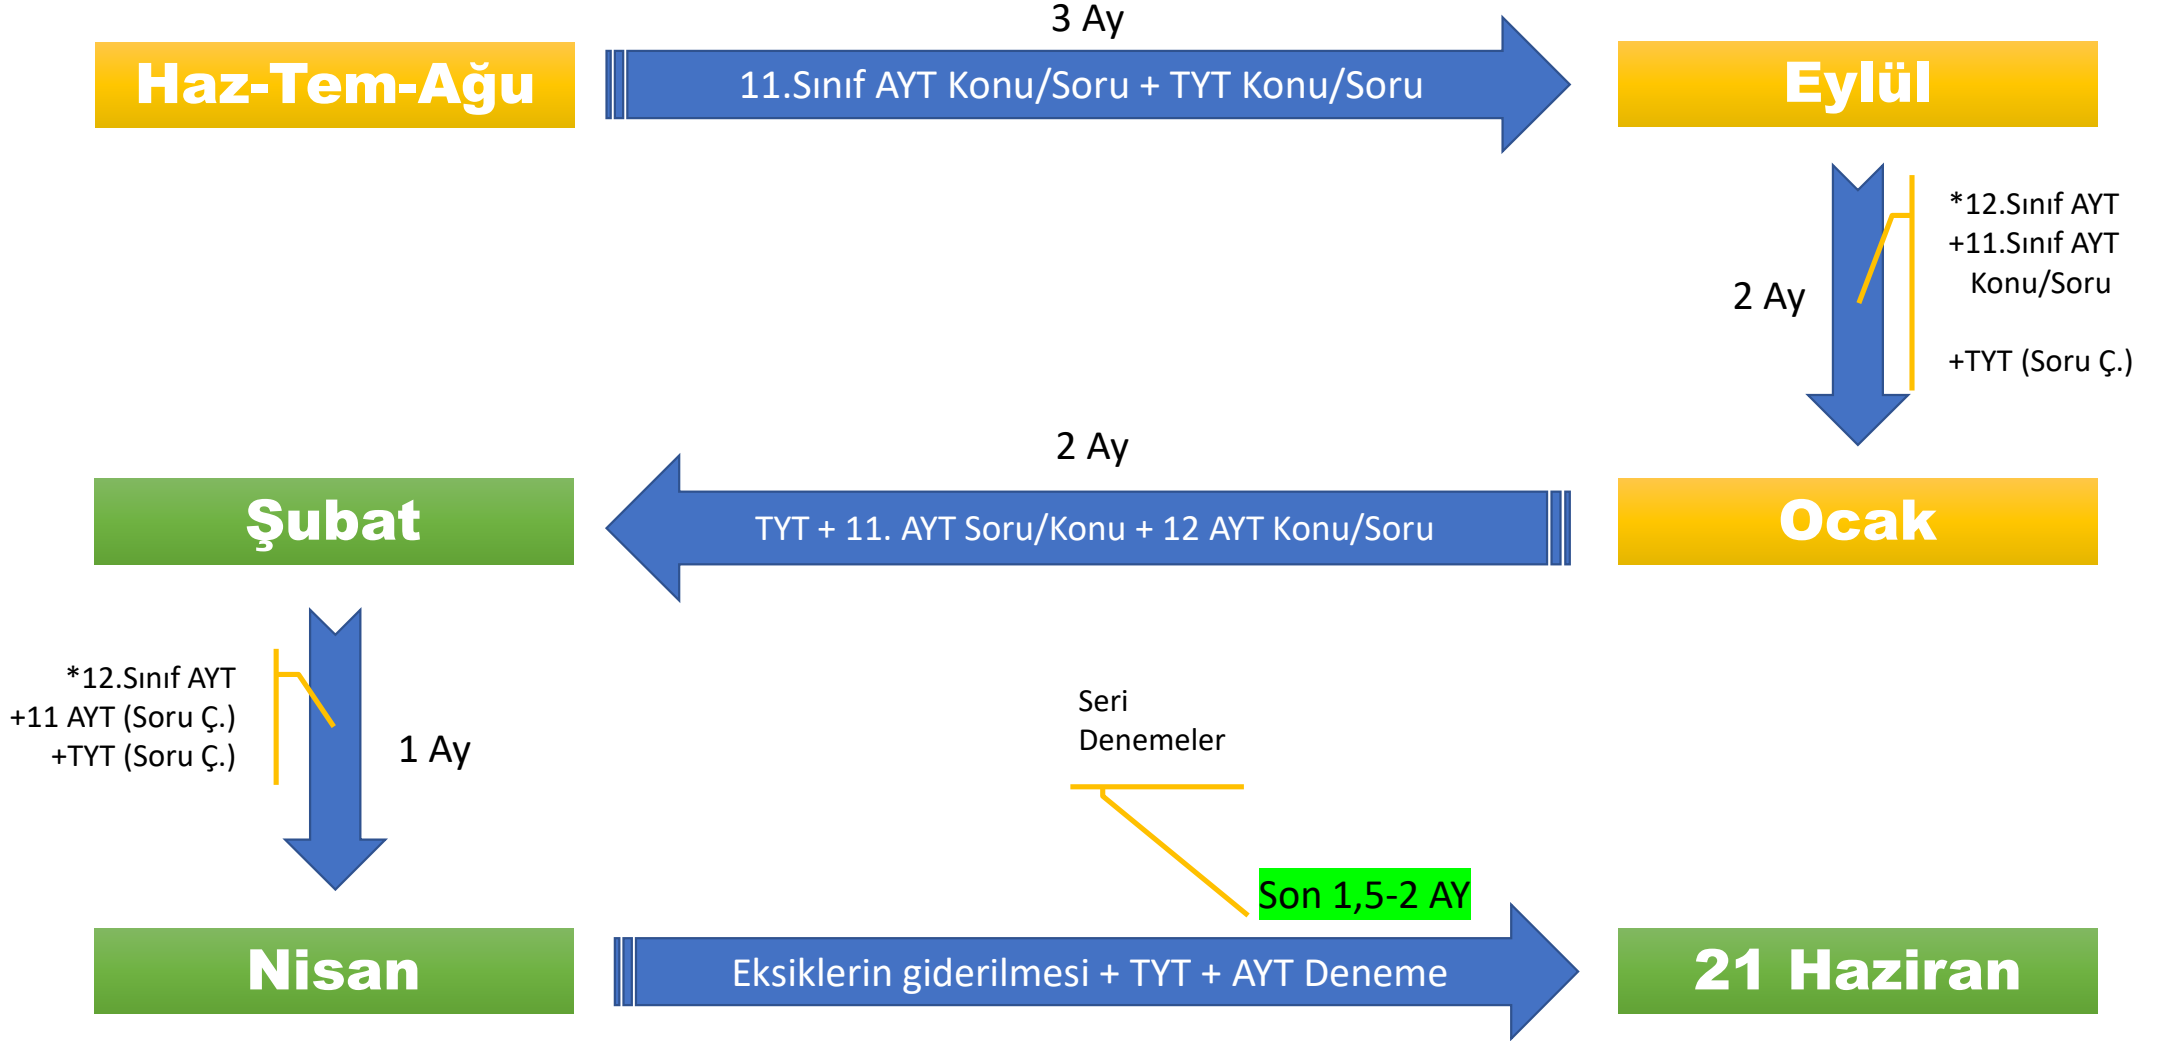 3 Ay
Haz-Tem-Ağu
11.Sınıf AYT Konu/Soru + TYT Konu/Soru
Eylül
*12.Sınıf AYT
+11.Sınıf AYT
Konu/Soru
2 Ay
+TYT (Soru Ç.)
2 Ay
Şubat
TYT + 11. AYT Soru/Konu + 12 AYT Konu/Soru
Ocak
*12.Sınıf AYT
+11 AYT (Soru Ç.)
+TYT (Soru Ç.)
1 Ay
Seri
Denemeler
Son 1,5-2 AY
Nisan
Eksiklerin giderilmesi + TYT + AYT Deneme
21 Haziran